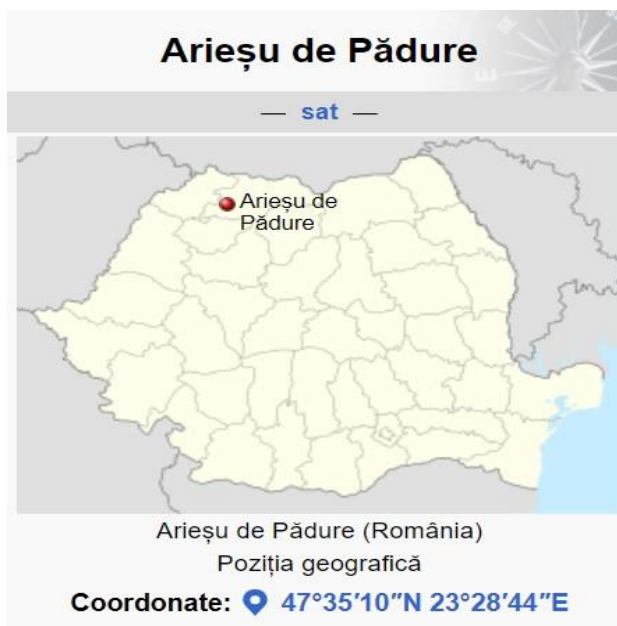 Arieșu de Pădure
— sat —
Arieșu de
Pădure
Arieșu de Pădure (România)
Poziția geografică
Coordonate: 47°35′10″N 23°28′44″E